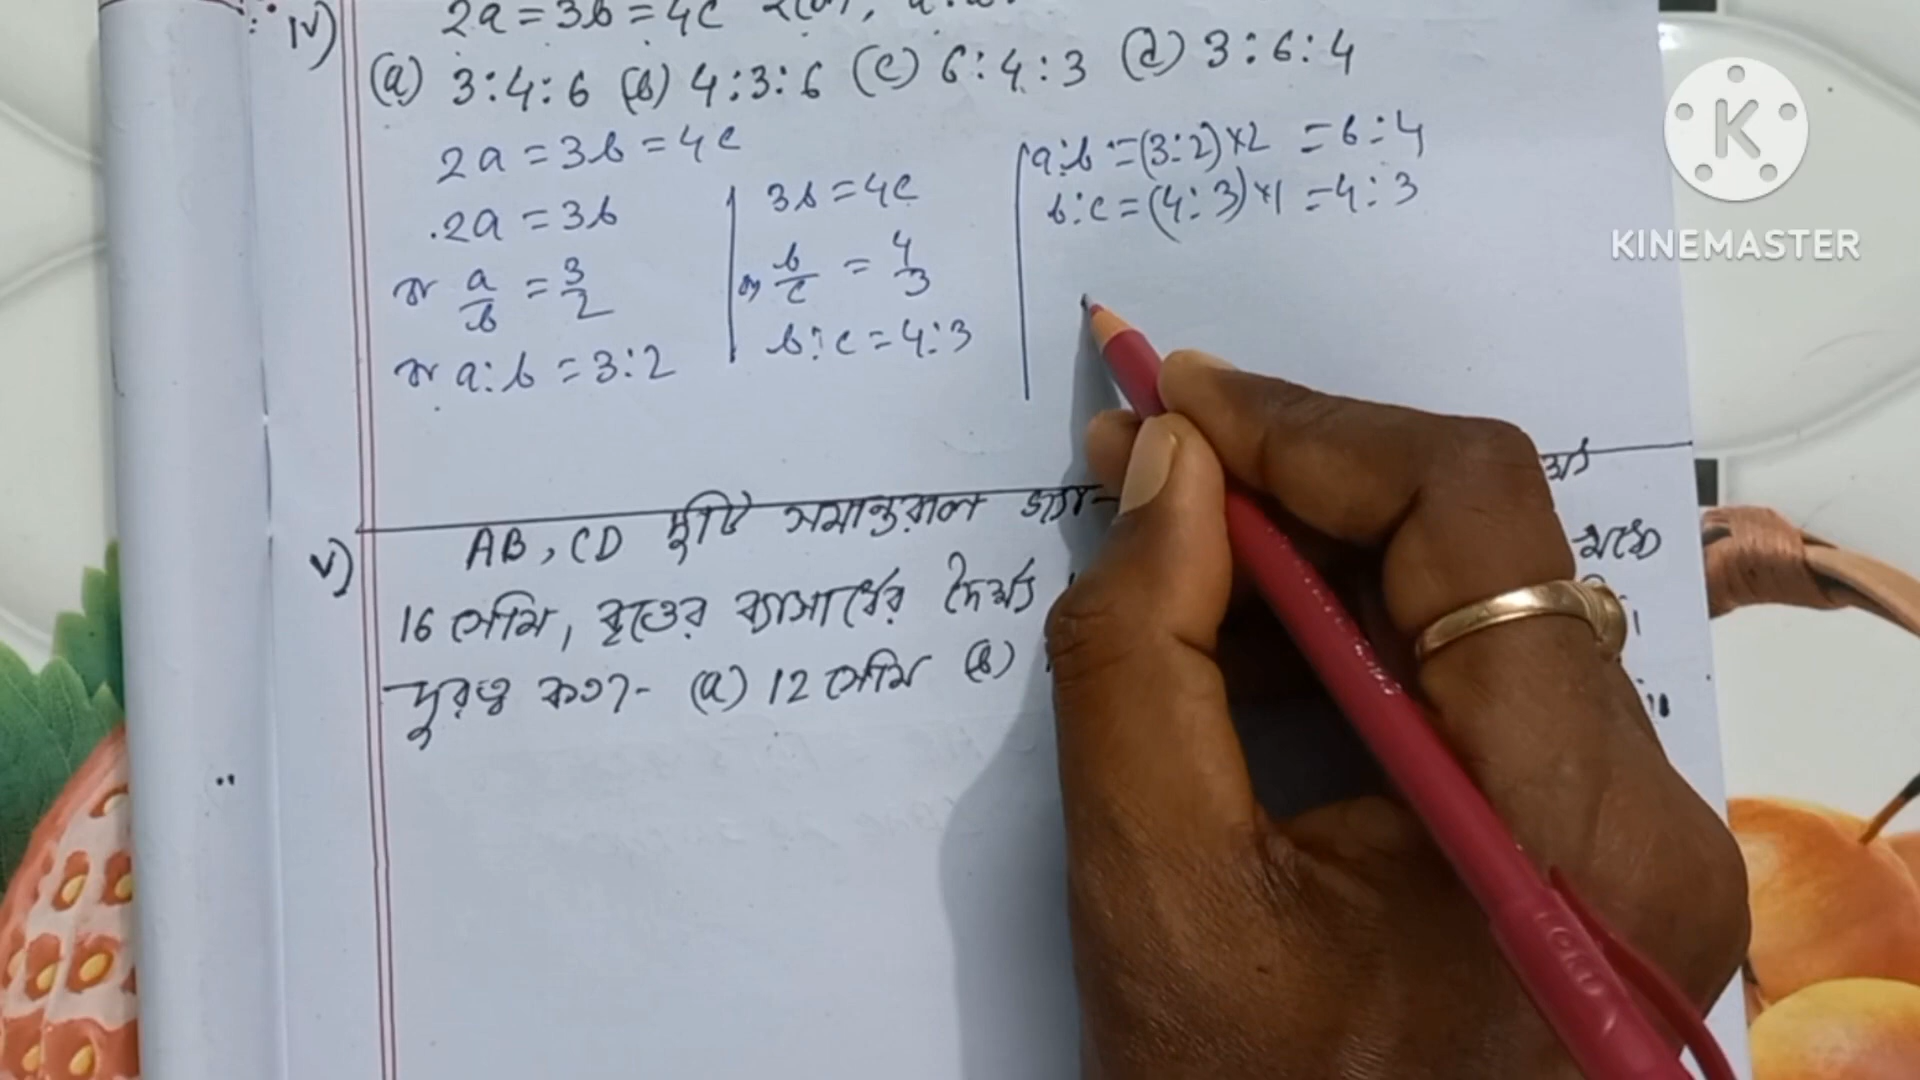 iv) 2a = 3b = 4c
(a) 3:4:6 (b) 4:3:6 (c) 6:4:3 (d) 3:6:4
2a = 3b = 4c
2a = 3b
বা a/b = 3/2
বা a:b = 3:2
3b = 4c
বা b/c = 4/3
b:c = 4:3
a:b = (3:2)×2 = 6:4
b:c = (4:3)×1 = 4:3
v) AB, CD দুটি সমান্তরাল জ্যা-
16 সেমি, বৃত্তের ব্যাসার্ধের দৈর্ঘ্য মধ্যে
দূরত্ব কত?- (a) 12 সেমি (b)
KINEMASTER